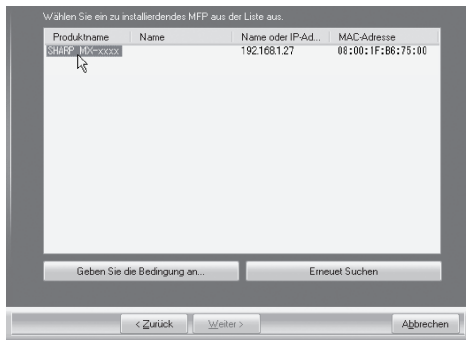 Wählen Sie ein zu installierdendes MFP aus der Liste aus.
Produktname Name Name oder IP-Ad... MAC-Adresse
SHARP MX-xxxx 192.168.1.27 08:00:1F:B6:75:00
Geben Sie die Bedingung an... Erneuet Suchen
< Zurück Weiter > Abbrechen